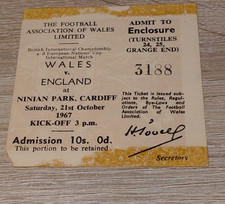 THE FOOTBALL
ASSOCIATION OF WALES
LIMITED
British International Championship
and European Nations' Cup
International Match
WALES
v.
ENGLAND
at
NINIAN PARK, CARDIFF
Saturday, 21st October
1967
KICK-OFF 3 p.m.
Admission 10s. 0d.
This portion to be retained.
ADMIT TO
Enclosure
(TURNSTILES
24, 25,
GRANGE END)
3188
This Ticket is issued
subject to the Rules,
Regulations, Bye-Laws and
Orders of The Football
Association of Wales
Limited.
Secretary